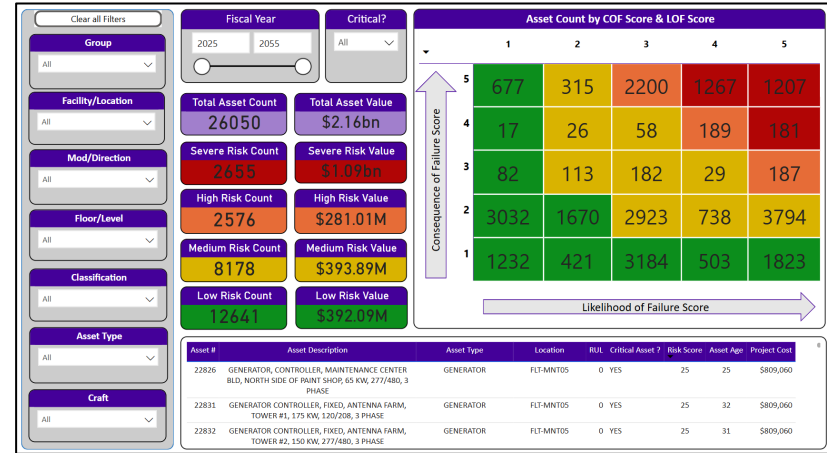 Clear all Filters
Group
All
Facility/Location
All
Mod/Direction
All
Floor/Level
All
Classification
All
Asset Type
All
Craft
All
Fiscal Year
2025 2055
Critical?
All
Total Asset Count
26050
Total Asset Value
$2.16bn
Severe Risk Count
2655
Severe Risk Value
$1.09bn
High Risk Count
2576
High Risk Value
$281.01M
Medium Risk Count
8178
Medium Risk Value
$393.89M
Low Risk Count
12641
Low Risk Value
$392.09M
Asset Count by COF Score & LOF Score
1 2 3 4 5
Consequence of Failure Score
5 677 315 2200 1267 1207
4 17 26 58 189 181
3 82 113 182 29 187
2 3032 1670 2923 738 3794
1 1232 421 3184 503 1823
Likelihood of Failure Score
Asset # Asset Description Asset Type Location RUL Critical Asset ? Risk Score Asset Age Project Cost
22826 GENERATOR, CONTROLLER, MAINTENANCE CENTER GENERATOR FLT-MNT05 0 YES 25 25 $809,060
BLD, NORTH SIDE OF PAINT SHOP, 65 KW, 277/480, 3
PHASE
22831 GENERATOR CONTROLLER, FIXED, ANTENNA FARM, GENERATOR FLT-MNT05 0 YES 25 32 $809,060
TOWER #1, 175 KW, 120/208, 3 PHASE
22832 GENERATOR CONTROLLER, FIXED, ANTENNA FARM, GENERATOR FLT-MNT05 0 YES 25 31 $809,060
TOWER #2, 150 KW, 277/480, 3 PHASE